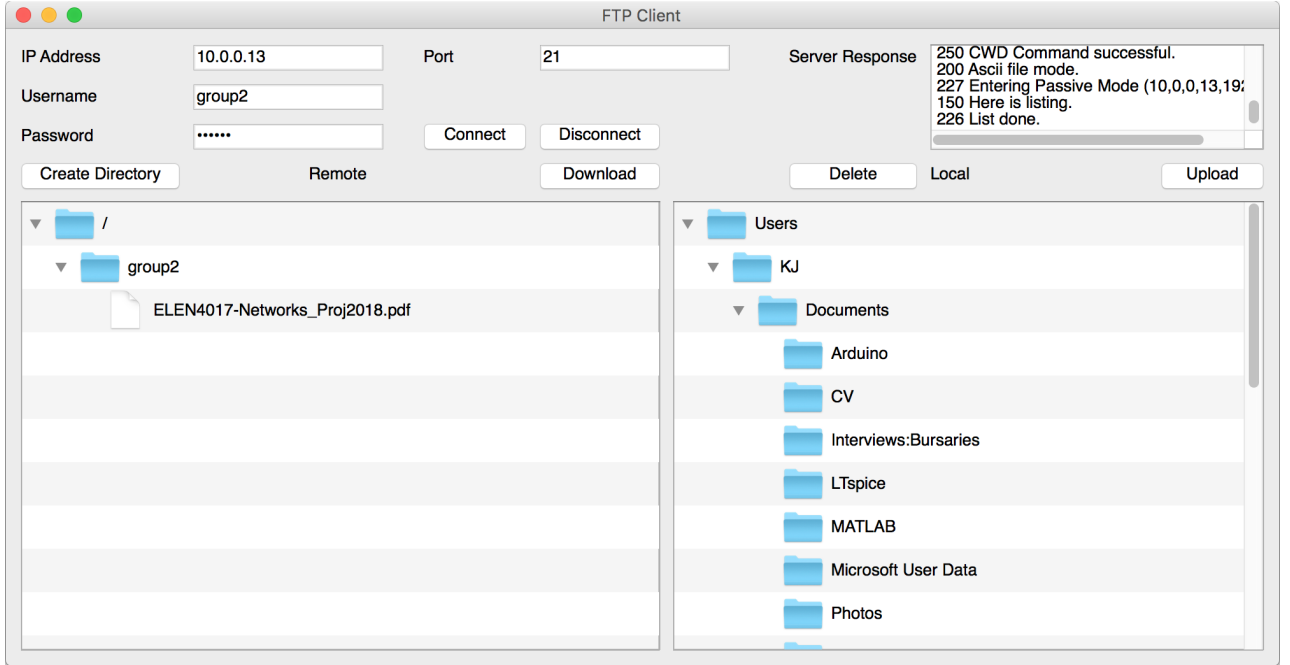 FTP Client
IP Address 10.0.0.13 Port 21 Server Response
250 CWD Command successful.
200 Ascii file mode.
227 Entering Passive Mode (10,0,0,13,192
150 Here is listing.
226 List done.
Username group2
Password •••••• Connect Disconnect
Create Directory Remote Download Delete Local Upload
/
group2
ELEN4017-Networks_Proj2018.pdf
Users
KJ
Documents
Arduino
CV
Interviews:Bursaries
LTspice
MATLAB
Microsoft User Data
Photos